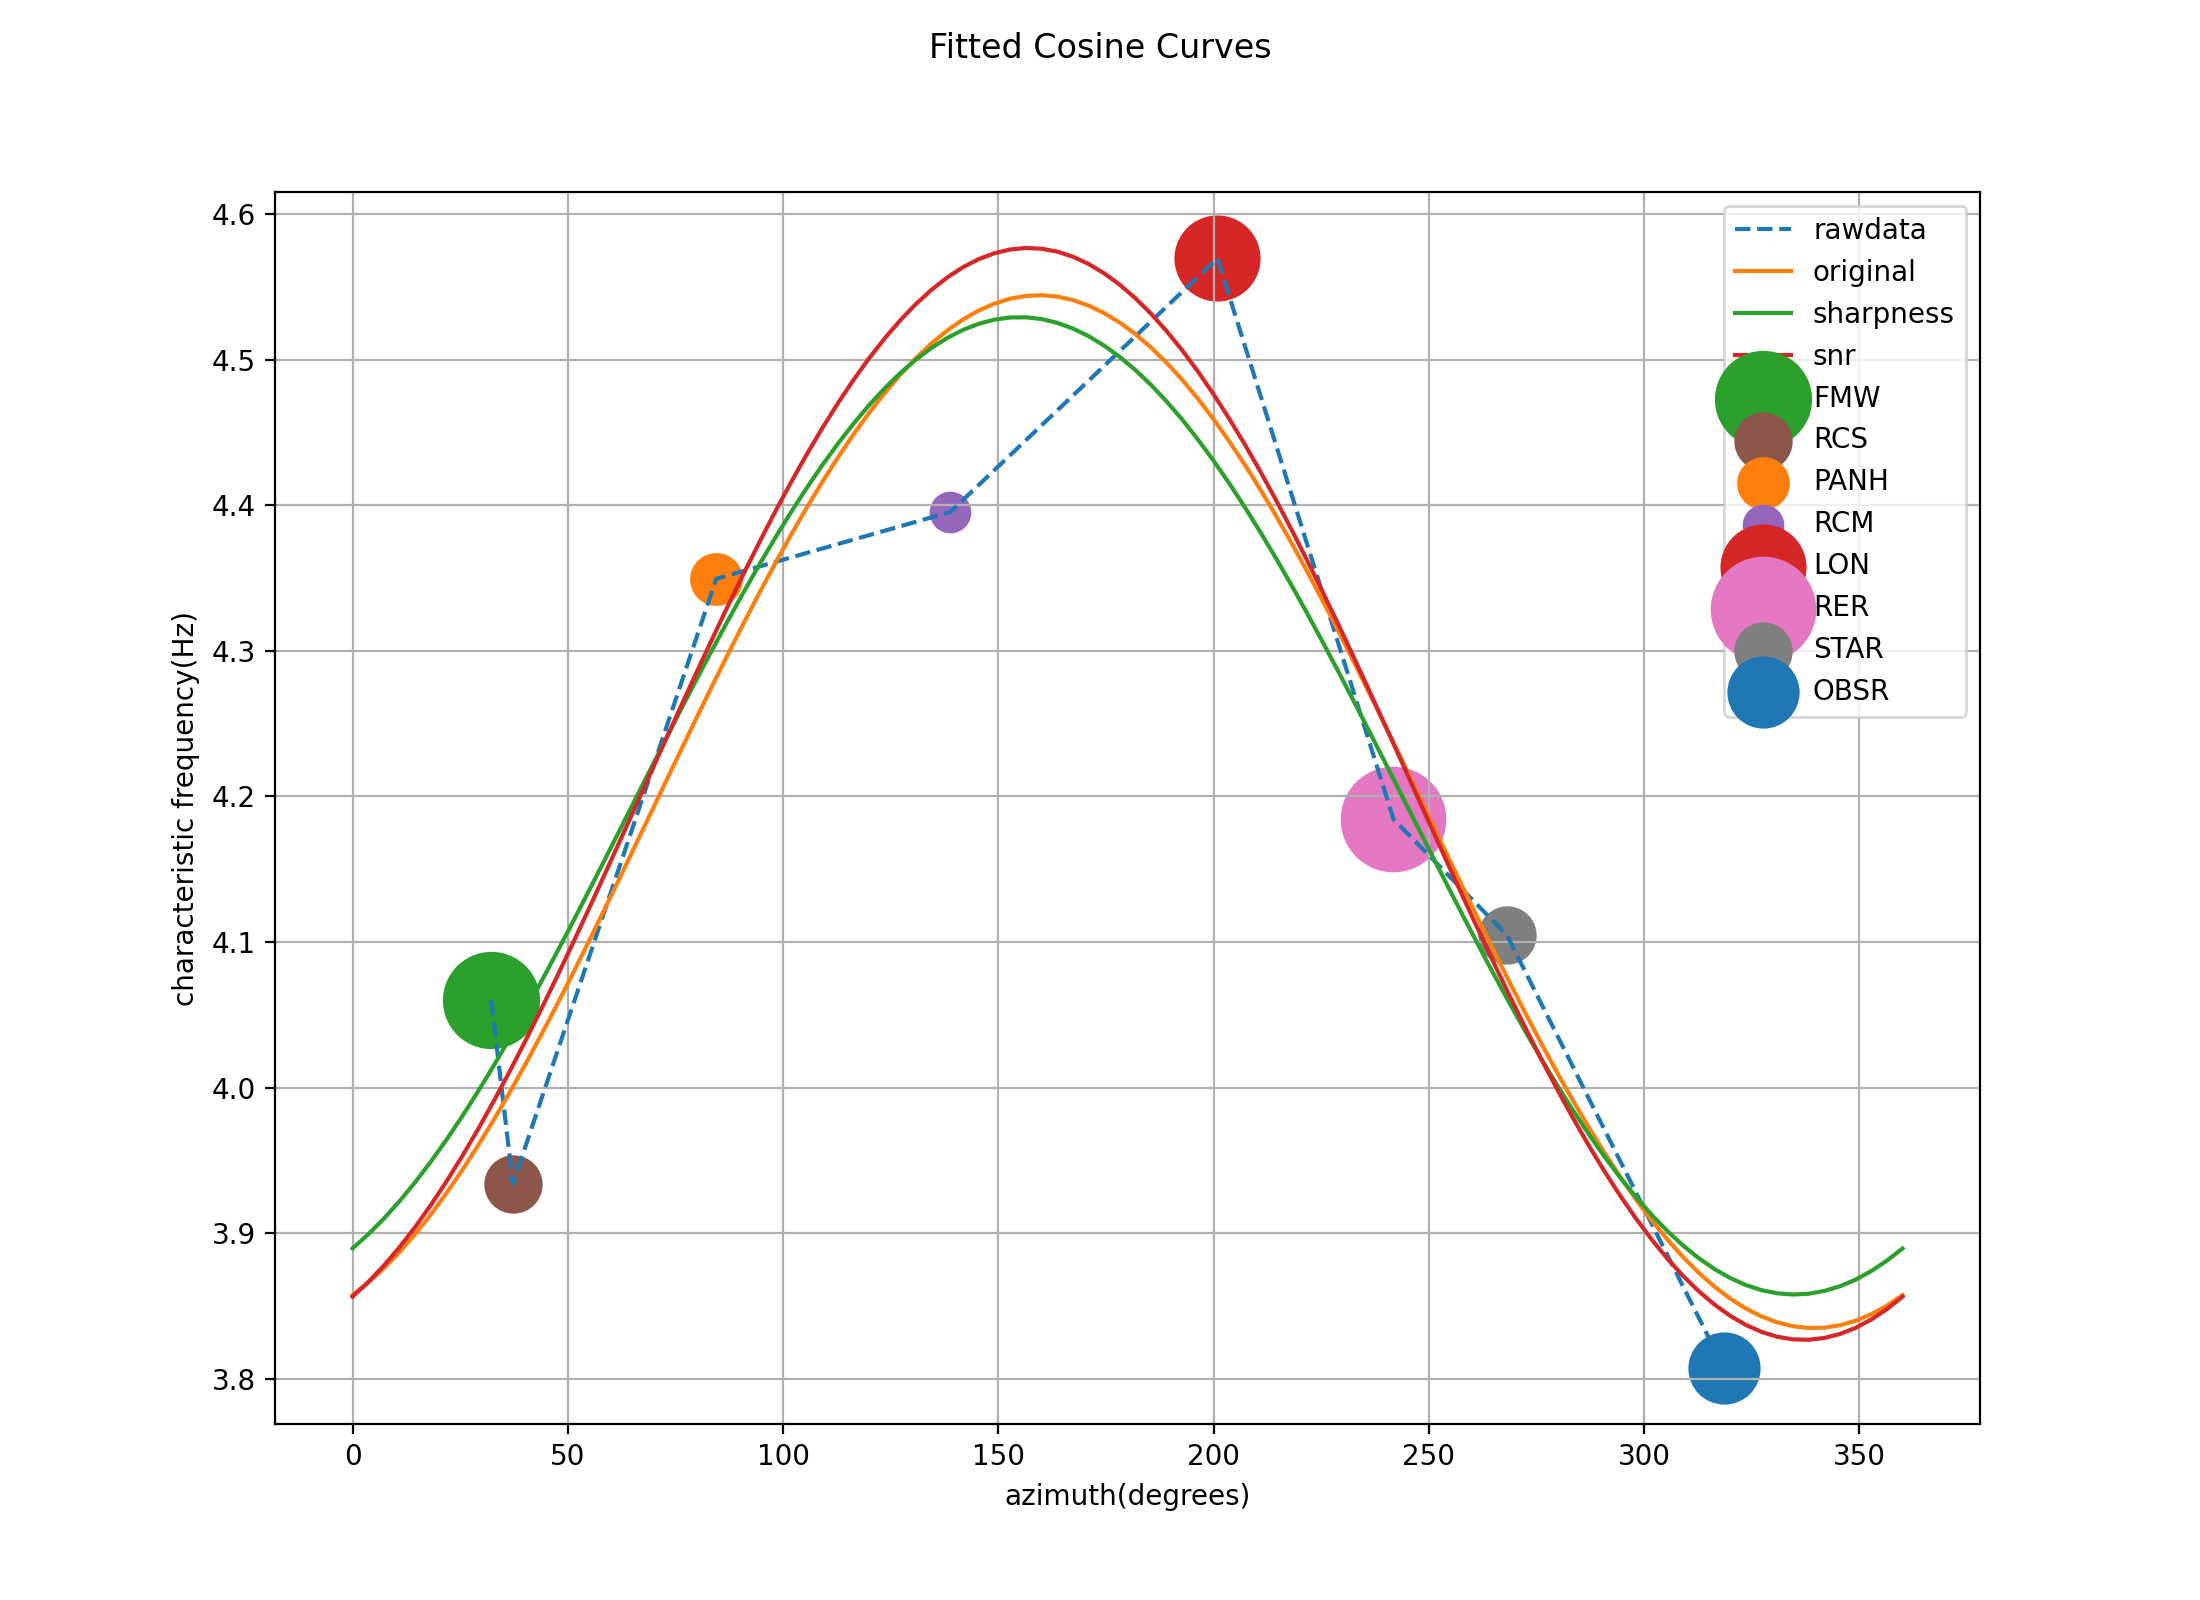 Fitted Cosine Curves
4.6
4.5
4.4
4.3
4.2
4.1
4.0
3.9
3.8
characteristic frequency(Hz)
rawdata
original
sharpness
snr
FMW
RCS
PANH
RCM
LON
RER
STAR
OBSR
0 50 100 150 200 250 300 350
azimuth(degrees)